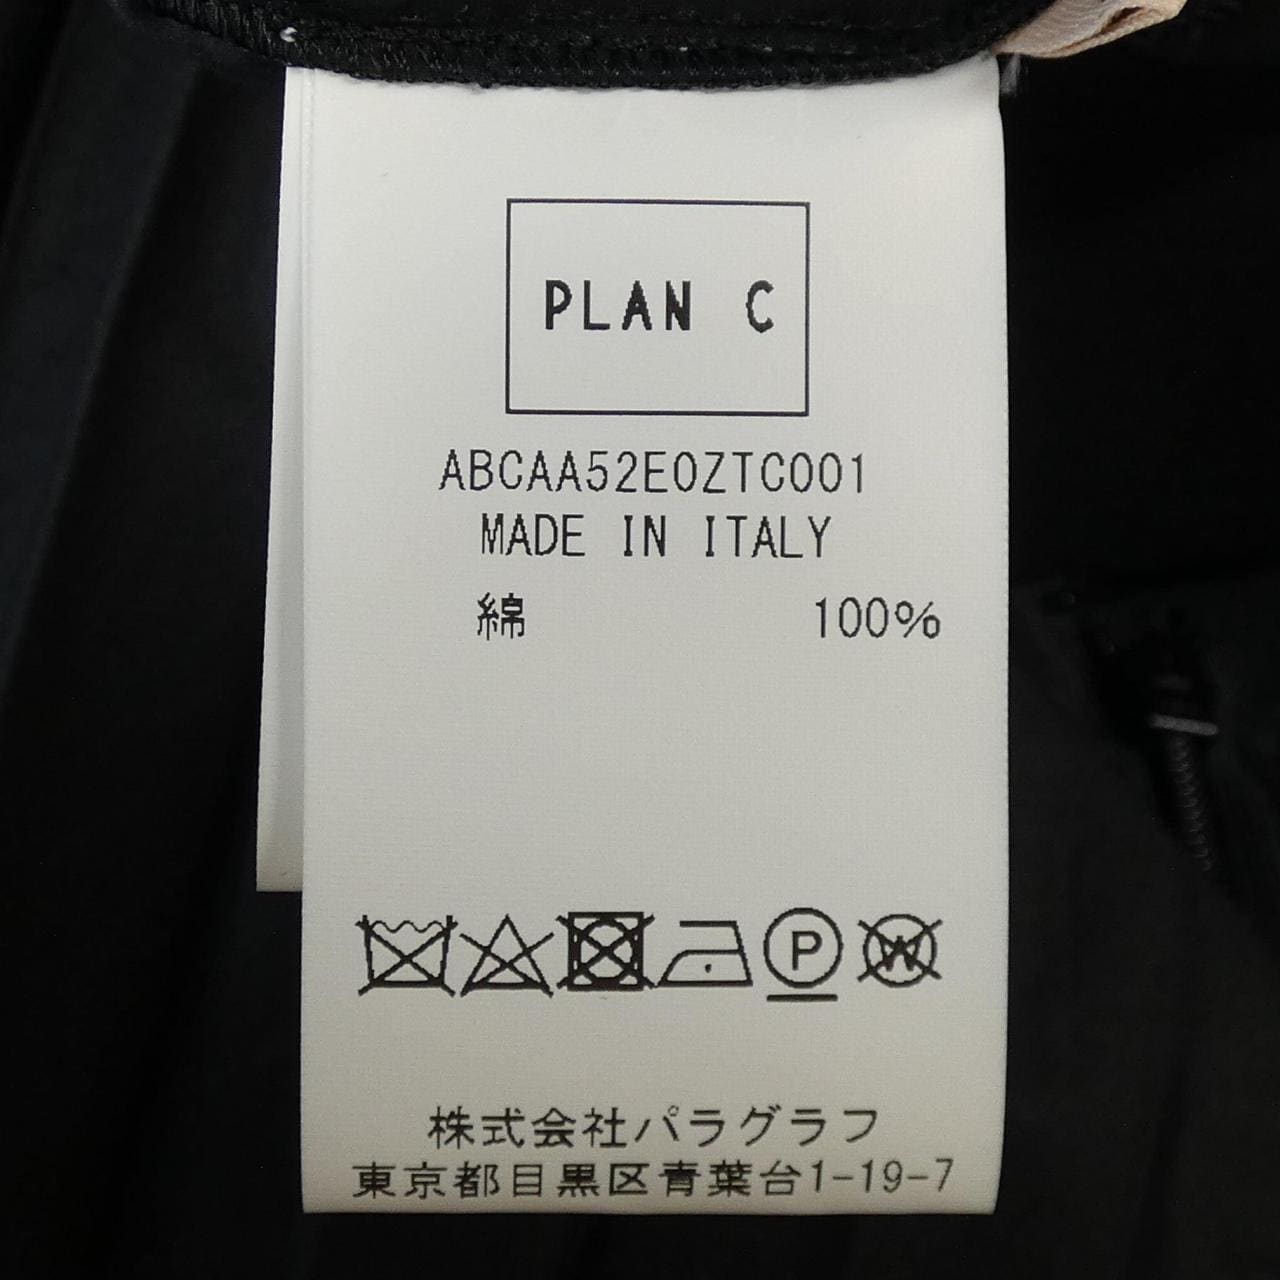 PLAN C
ABCAA52E0ZTC001
MADE IN ITALY
綿 100%
P W
株式会社パラグラフ
東京都目黒区青葉台1-19-7